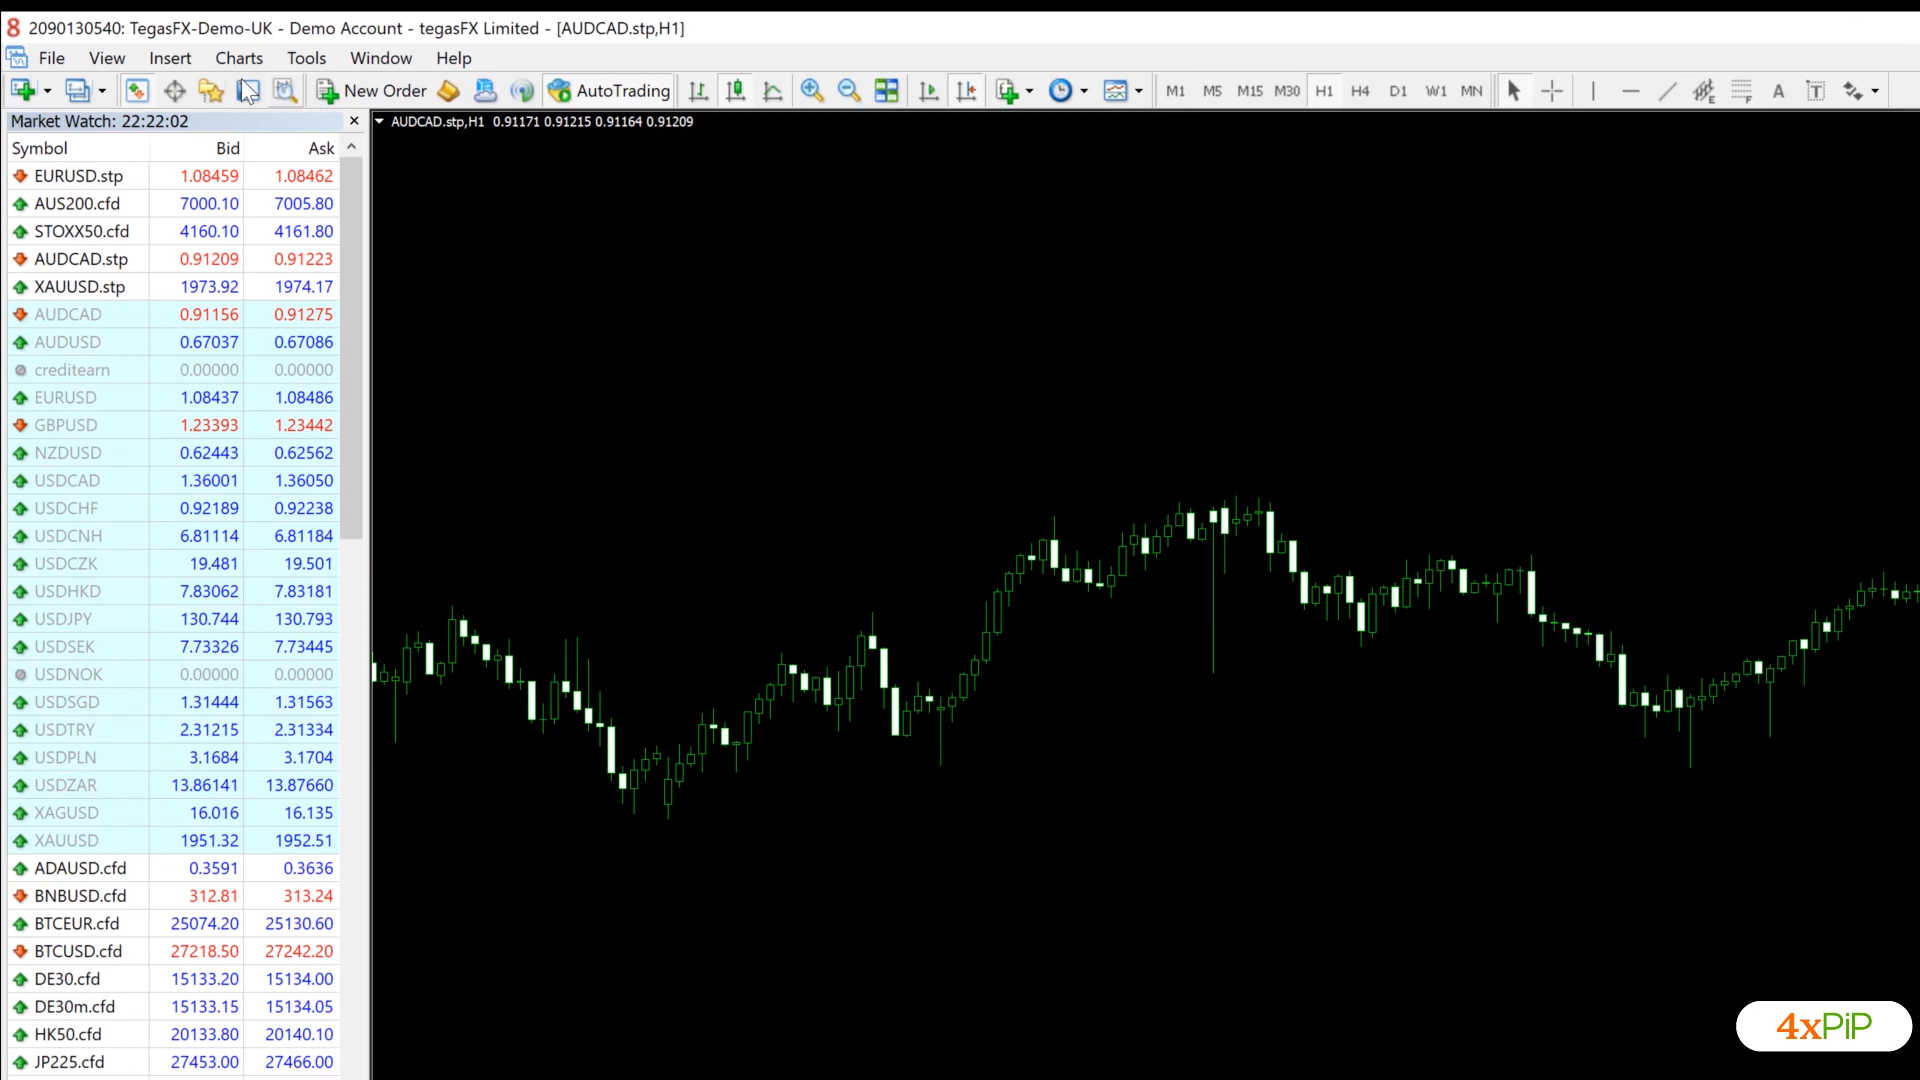 8 2090130540: TegasFX-Demo-UK - Demo Account - tegasFX Limited - [AUDCAD.stp,H1]
File View Insert Charts Tools Window Help
New Order AutoTrading M1 M5 M15 M30 H1 H4 D1 W1 MN E F A T
Market Watch: 22:22:02
AUDCAD.stp,H1 0.91171 0.91215 0.91164 0.91209
Symbol Bid Ask
EURUSD.stp 1.08459 1.08462
AUS200.cfd 7000.10 7005.80
STOXX50.cfd 4160.10 4161.80
AUDCAD.stp 0.91209 0.91223
XAUUSD.stp 1973.92 1974.17
AUDCAD 0.91156 0.91275
AUDUSD 0.67037 0.67086
creditearn 0.00000 0.00000
EURUSD 1.08437 1.08486
GBPUSD 1.23393 1.23442
NZDUSD 0.62443 0.62562
USDCAD 1.36001 1.36050
USDCHF 0.92189 0.92238
USDCNH 6.81114 6.81184
USDCZK 19.481 19.501
USDHKD 7.83062 7.83181
USDJPY 130.744 130.793
USDSEK 7.73326 7.73445
USDNOK 0.00000 0.00000
USDSGD 1.31444 1.31563
USDTRY 2.31215 2.31334
USDPLN 3.1684 3.1704
USDZAR 13.86141 13.87660
XAGUSD 16.016 16.135
XAUUSD 1951.32 1952.51
ADAUSD.cfd 0.3591 0.3636
BNBUSD.cfd 312.81 313.24
BTCEUR.cfd 25074.20 25130.60
BTCUSD.cfd 27218.50 27242.20
DE30.cfd 15133.20 15134.00
DE30m.cfd 15133.15 15134.05
HK50.cfd 20133.80 20140.10
JP225.cfd 27453.00 27466.00
4xPiP